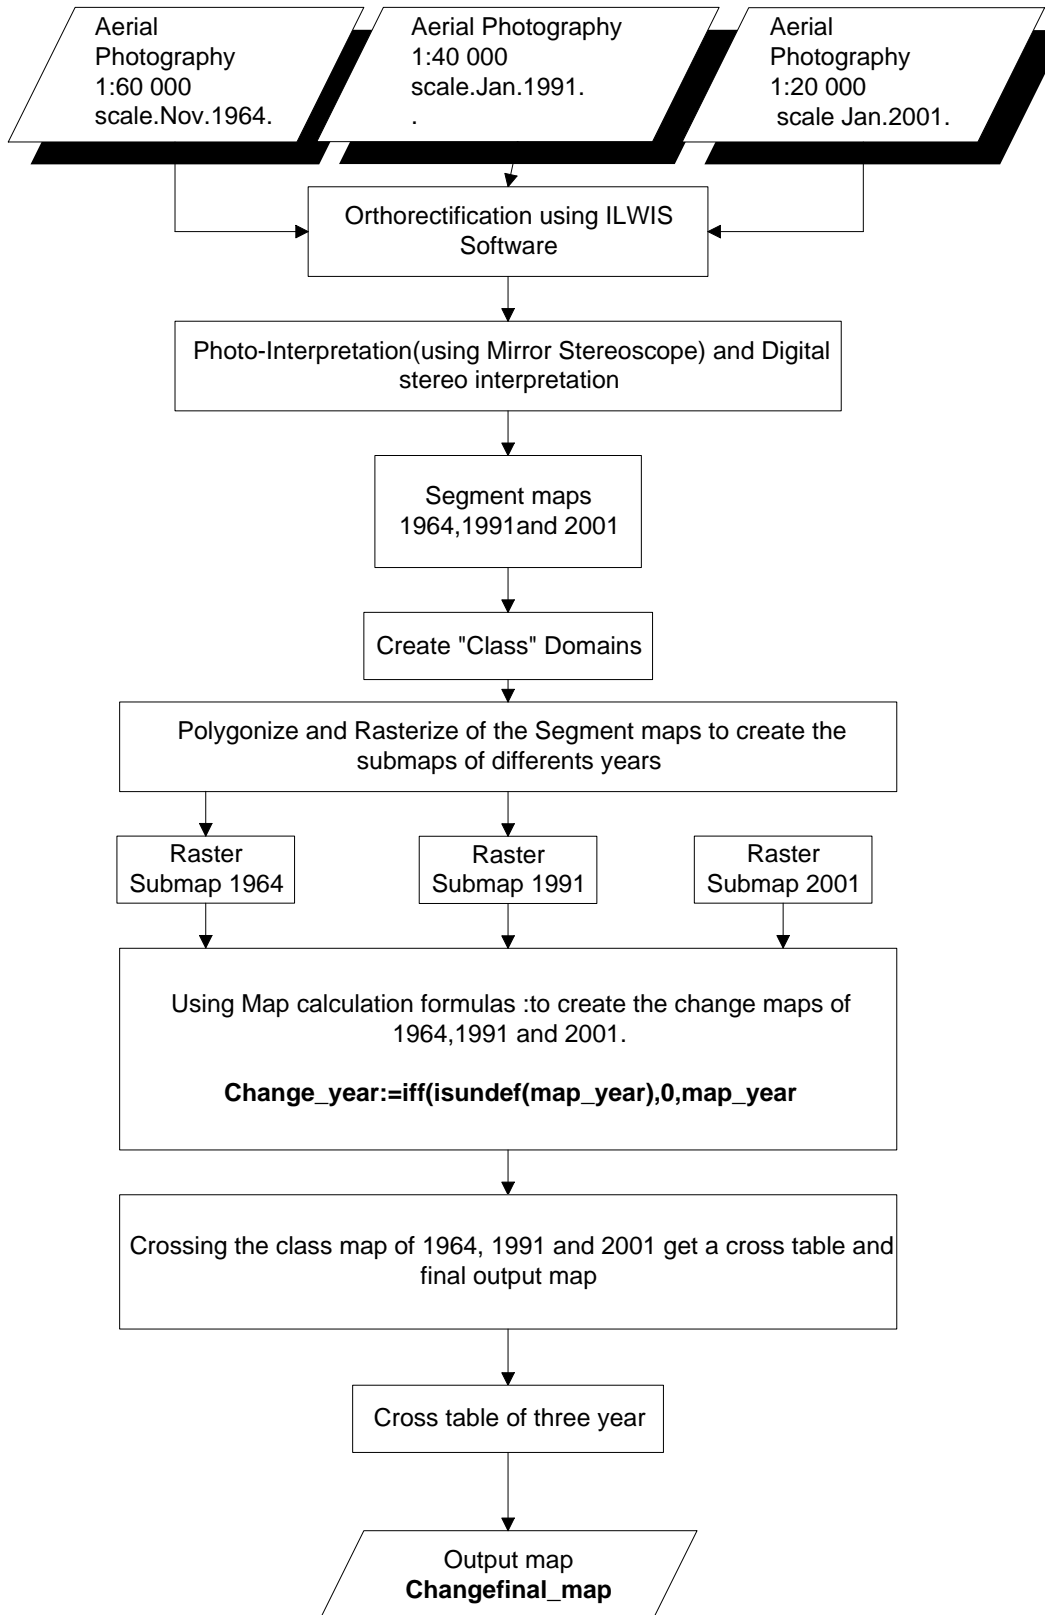 Aerial
Photography
1:60 000
scale.Nov.1964.
Aerial Photography
1:40 000
scale.Jan.1991.
.
Aerial
Photography
1:20 000
scale Jan.2001.
Orthorectification using ILWIS
Software
Photo-Interpretation(using Mirror Stereoscope) and Digital
stereo interpretation
Segment maps
1964,1991and 2001
Create "Class" Domains
Polygonize and Rasterize of the Segment maps to create the
submaps of differents years
Raster
Submap 1964
Raster
Submap 1991
Raster
Submap 2001
Using Map calculation formulas :to create the change maps of
1964,1991 and 2001.
Change_year:=iff(isundef(map_year),0,map_year
Crossing the class map of 1964, 1991 and 2001 get a cross table and
final output map
Cross table of three year
Output map
Changefinal_map